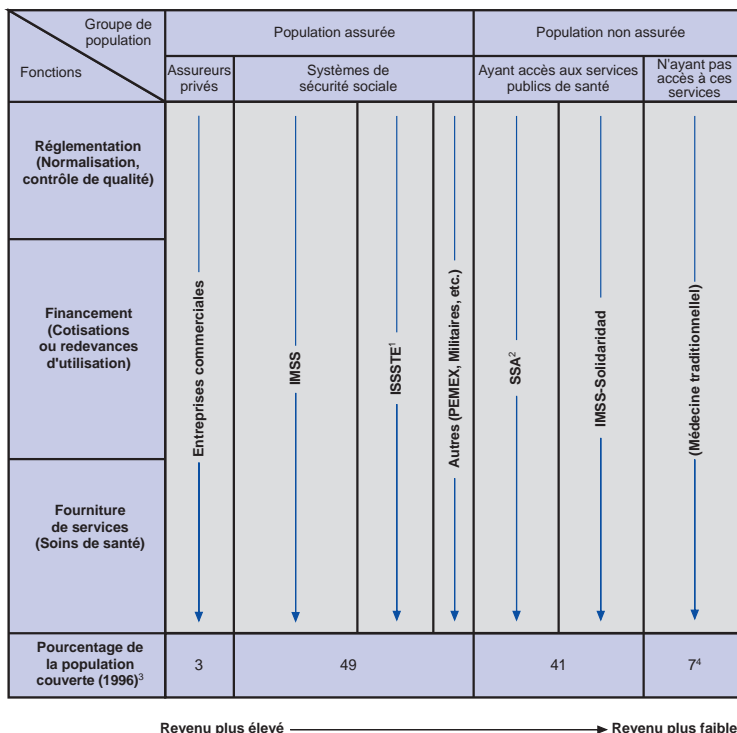 Groupe de
population
Fonctions
Population assurée
Population non assurée
Assureurs
privés
Systèmes de
sécurité sociale
Ayant accès aux services
publics de santé
N'ayant pas
accès à ces
services
Réglementation
(Normalisation,
contrôle de qualité)
Financement
(Cotisations
ou redevances
d'utilisation)
Fourniture
de services
(Soins de santé)
Entreprises commerciales
IMSS
ISSSTE¹
Autres (PEMEX, Militaires, etc.)
SSA²
IMSS-Solidaridad
(Médecine traditionnellel)
Pourcentage de
la population
couverte (1996)³
3
49
41
7⁴
Revenu plus élevé
Revenu plus faible